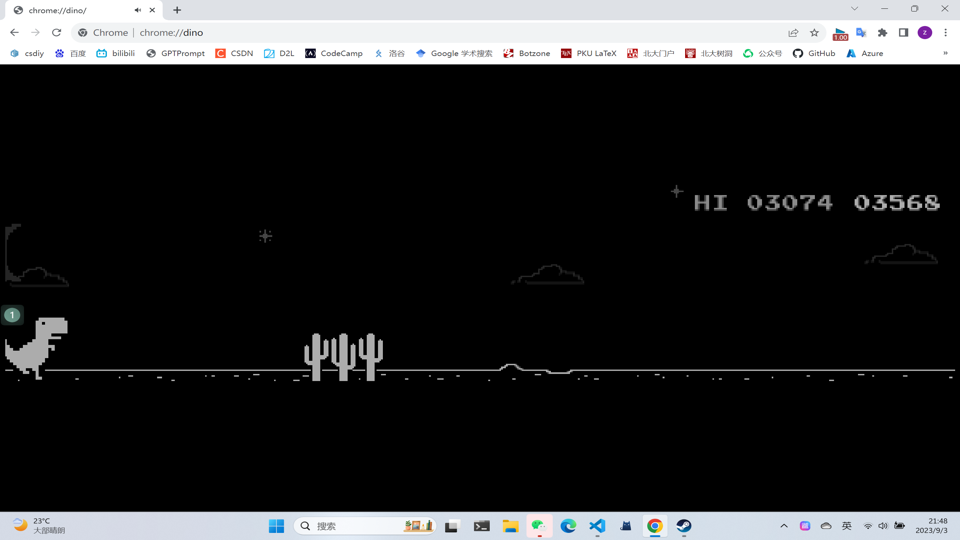 chrome://dino/
Chrome | chrome://dino
1.00
z
csdiy 百度 bilibili GPTPrompt CSDN D2L CodeCamp 洛谷 Google 学术搜索 Botzone PKU LaTeX 北大门户 北大树洞 公众号 GitHub Azure »
HI 03074 03568
1
23°C
大部晴朗
搜索
英
21:48
2023/9/3